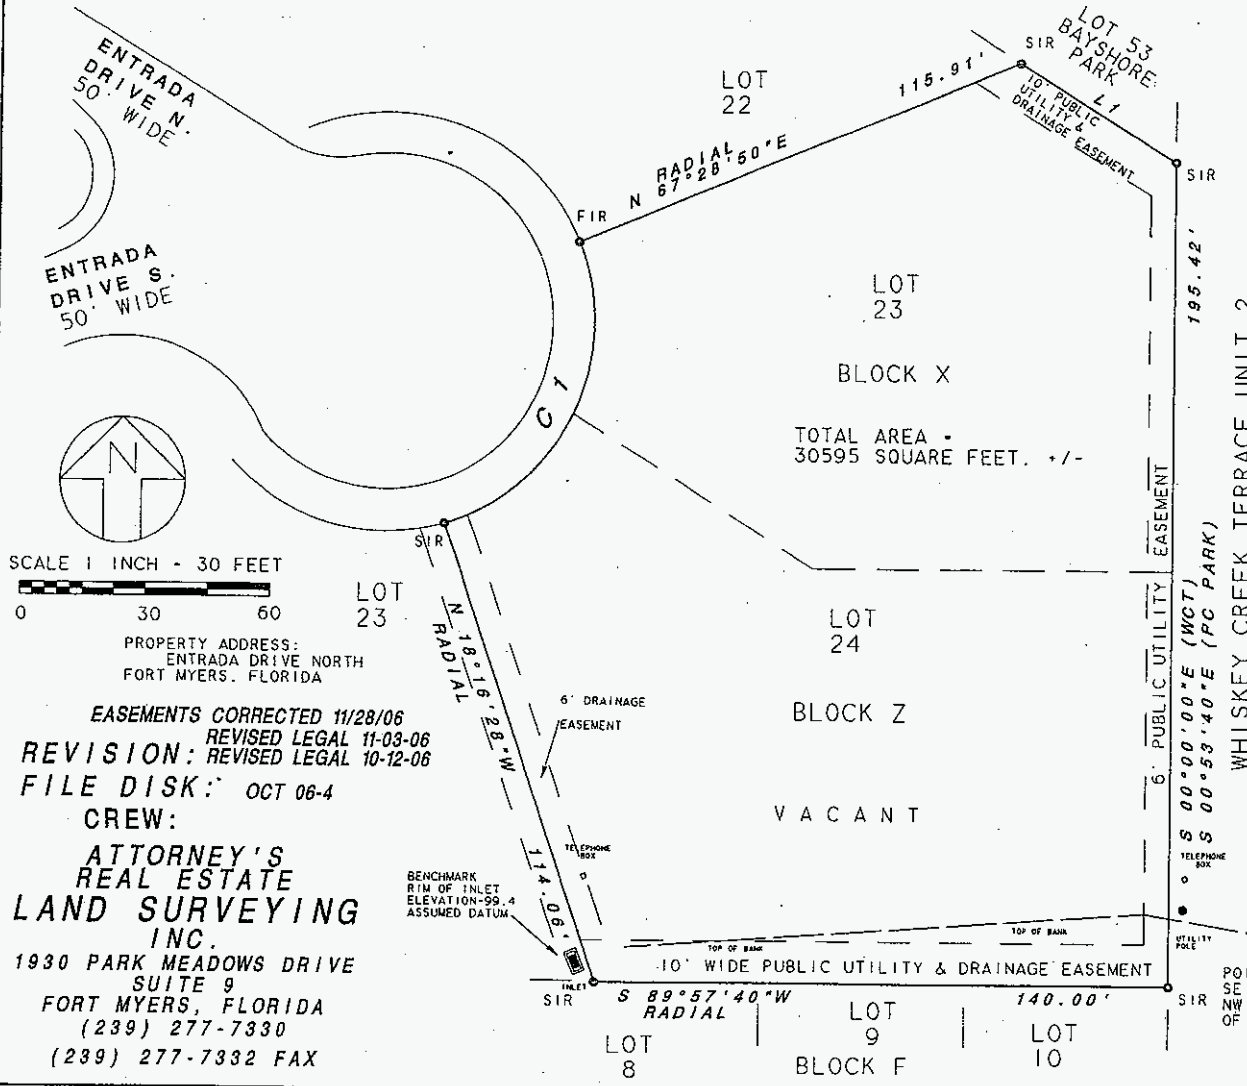 ENTRADA
DRIVE N.
50' WIDE
ENTRADA
DRIVE S.
50' WIDE
LOT
22
115.91'
RADIAL
N 67°28'50"E
FIR
SIR
LOT 53
BAYSHORE
PARK
L1
10' PUBLIC
UTILITY &
DRAINAGE EASEMENT
SIR
195.42'
LOT
23
BLOCK X
TOTAL AREA -
30595 SQUARE FEET. +/-
C 1
N
SCALE 1 INCH - 30 FEET
0 30 60
SIR
LOT
23
N 18°16'28"W
RADIAL
114.06'
6' DRAINAGE
EASEMENT
LOT
24
BLOCK Z
VACANT
6' PUBLIC UTILITY EASEMENT
S 00°00'00"E (WCT)
S 00°53'40"E (PC PARK)
WHISKEY CREEK TERRACE UNIT 2
PROPERTY ADDRESS:
ENTRADA DRIVE NORTH
FORT MYERS. FLORIDA
EASEMENTS CORRECTED 11/28/06
REVISED LEGAL 11-03-06
REVISION: REVISED LEGAL 10-12-06
FILE DISK: OCT 06-4
CREW:
ATTORNEY'S
REAL ESTATE
LAND SURVEYING
INC.
1930 PARK MEADOWS DRIVE
SUITE 9
FORT MYERS, FLORIDA
(239) 277-7330
(239) 277-7332 FAX
BENCHMARK
RIM OF INLET
ELEVATION-99.4
ASSUMED DATUM
TELEPHONE
BOX
TELEPHONE
BOX
UTILITY
POLE
TOP OF BANK
TOP OF BANK
10' WIDE PUBLIC UTILITY & DRAINAGE EASEMENT
INLET
SIR
S 89°57'40"W
RADIAL
140.00'
SIR
SE
NW
OF
LOT
8
LOT
9
BLOCK F
LOT
10